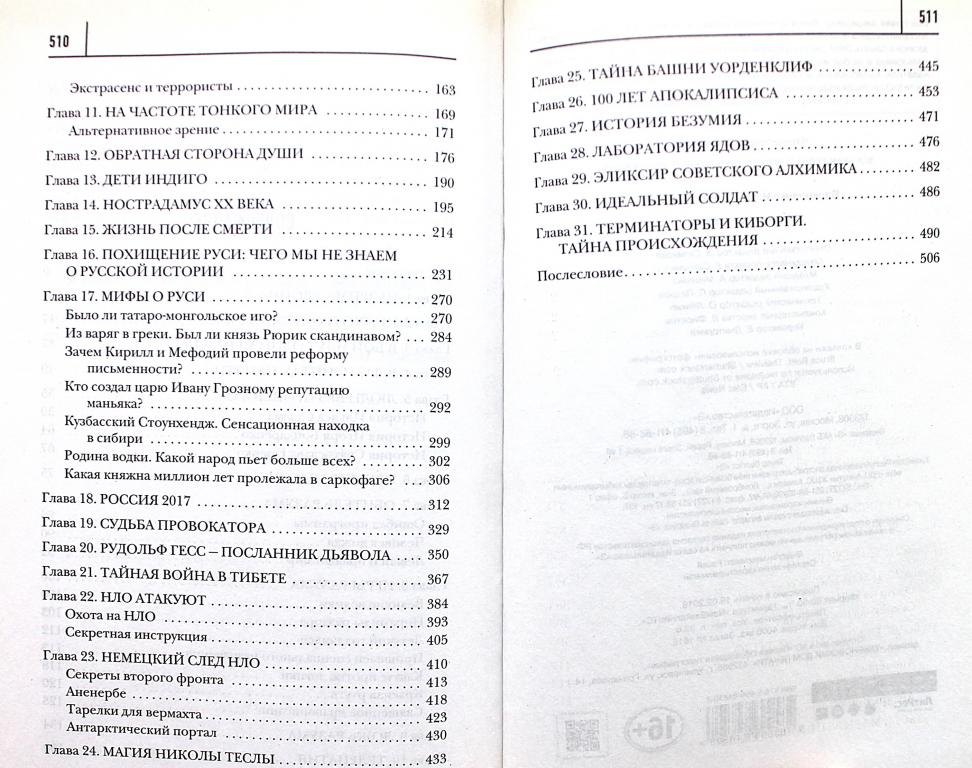 510
Экстрасенс и террористы 163
Глава 11. НА ЧАСТОТЕ ТОНКОГО МИРА 169
Альтернативное зрение 171
Глава 12. ОБРАТНАЯ СТОРОНА ДУШИ 176
Глава 13. ДЕТИ ИНДИГО 190
Глава 14. НОСТРАДАМУС XX ВЕКА 195
Глава 15. ЖИЗНЬ ПОСЛЕ СМЕРТИ 214
Глава 16. ПОХИЩЕНИЕ РУСИ: ЧЕГО МЫ НЕ ЗНАЕМ
О РУССКОЙ ИСТОРИИ 231
Глава 17. МИФЫ О РУСИ 270
Было ли татаро-монгольское иго? 270
Из варяг в греки. Был ли князь Рюрик скандинавом? 284
Зачем Кирилл и Мефодий провели реформу
письменности? 289
Кто создал царю Ивану Грозному репутацию
маньяка? 292
Кузбасский Стоунхендж. Сенсационная находка
в сибири 299
Родина водки. Какой народ пьет больше всех? 302
Какая княжна миллион лет пролежала в саркофаге? 306
Глава 18. РОССИЯ 2017 312
Глава 19. СУДЬБА ПРОВОКАТОРА 329
Глава 20. РУДОЛЬФ ГЕСС – ПОСЛАННИК ДЬЯВОЛА 350
Глава 21. ТАЙНАЯ ВОЙНА В ТИБЕТЕ 367
Глава 22. НЛО АТАКУЮТ 384
Охота на НЛО 393
Секретная инструкция 405
Глава 23. НЕМЕЦКИЙ СЛЕД НЛО 410
Секреты второго фронта 413
Аненербе 418
Тарелки для вермахта 423
Антарктический портал 430
Глава 24. МАГИЯ НИКОЛЫ ТЕСЛЫ 433
511
Глава 25. ТАЙНА БАШНИ УОРДЕНКЛИФ 445
Глава 26. 100 ЛЕТ АПОКАЛИПСИСА 453
Глава 27. ИСТОРИЯ БЕЗУМИЯ 471
Глава 28. ЛАБОРАТОРИЯ ЯДОВ 476
Глава 29. ЭЛИКСИР СОВЕТСКОГО АЛХИМИКА 482
Глава 30. ИДЕАЛЬНЫЙ СОЛДАТ 486
Глава 31. ТЕРМИНАТОРЫ И КИБОРГИ.
ТАЙНА ПРОИСХОЖДЕНИЯ 490
Послесловие 506
16+